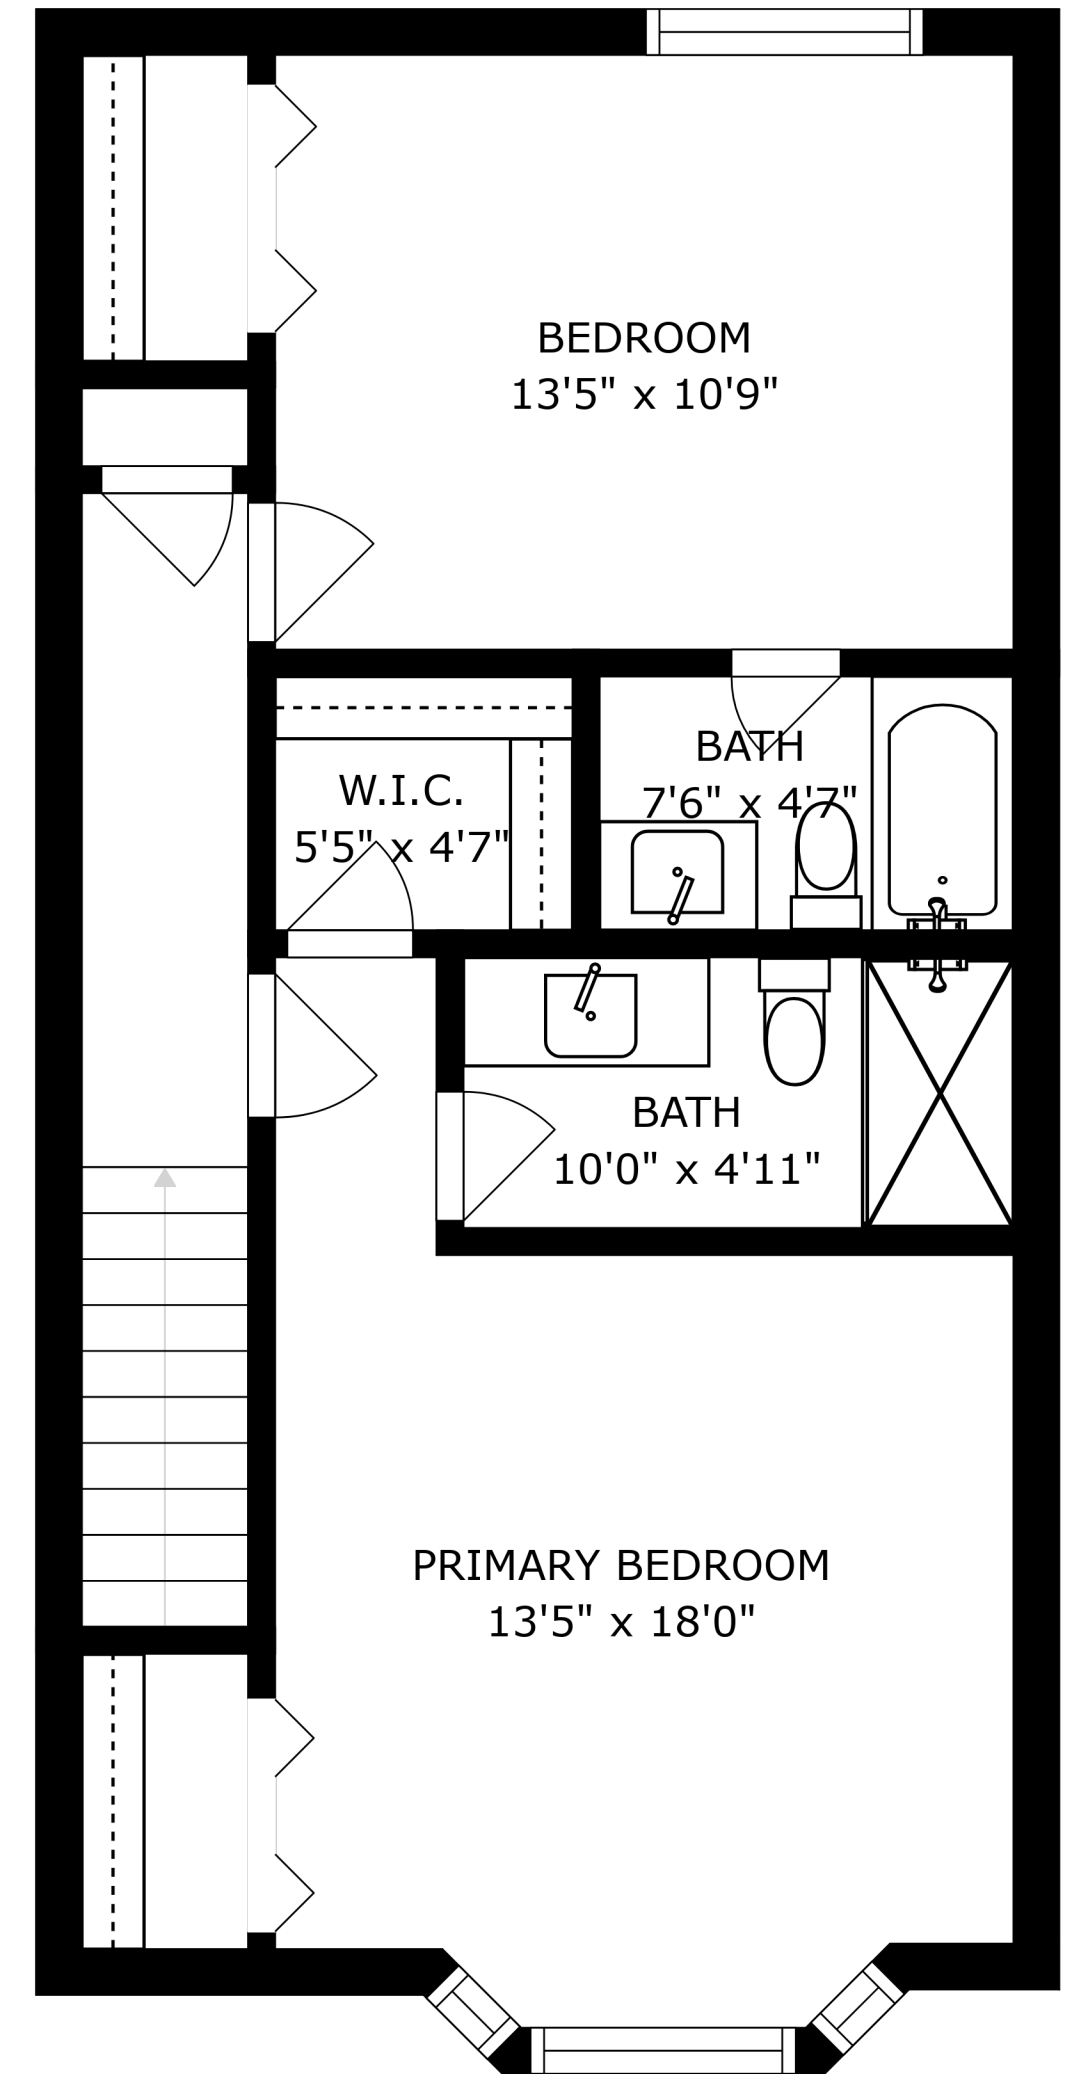 BEDROOM
13'5" x 10'9"
BATH
7'6" x 4'7"
W.I.C.
5'5" x 4'7"
BATH
10'0" x 4'11"
PRIMARY BEDROOM
13'5" x 18'0"